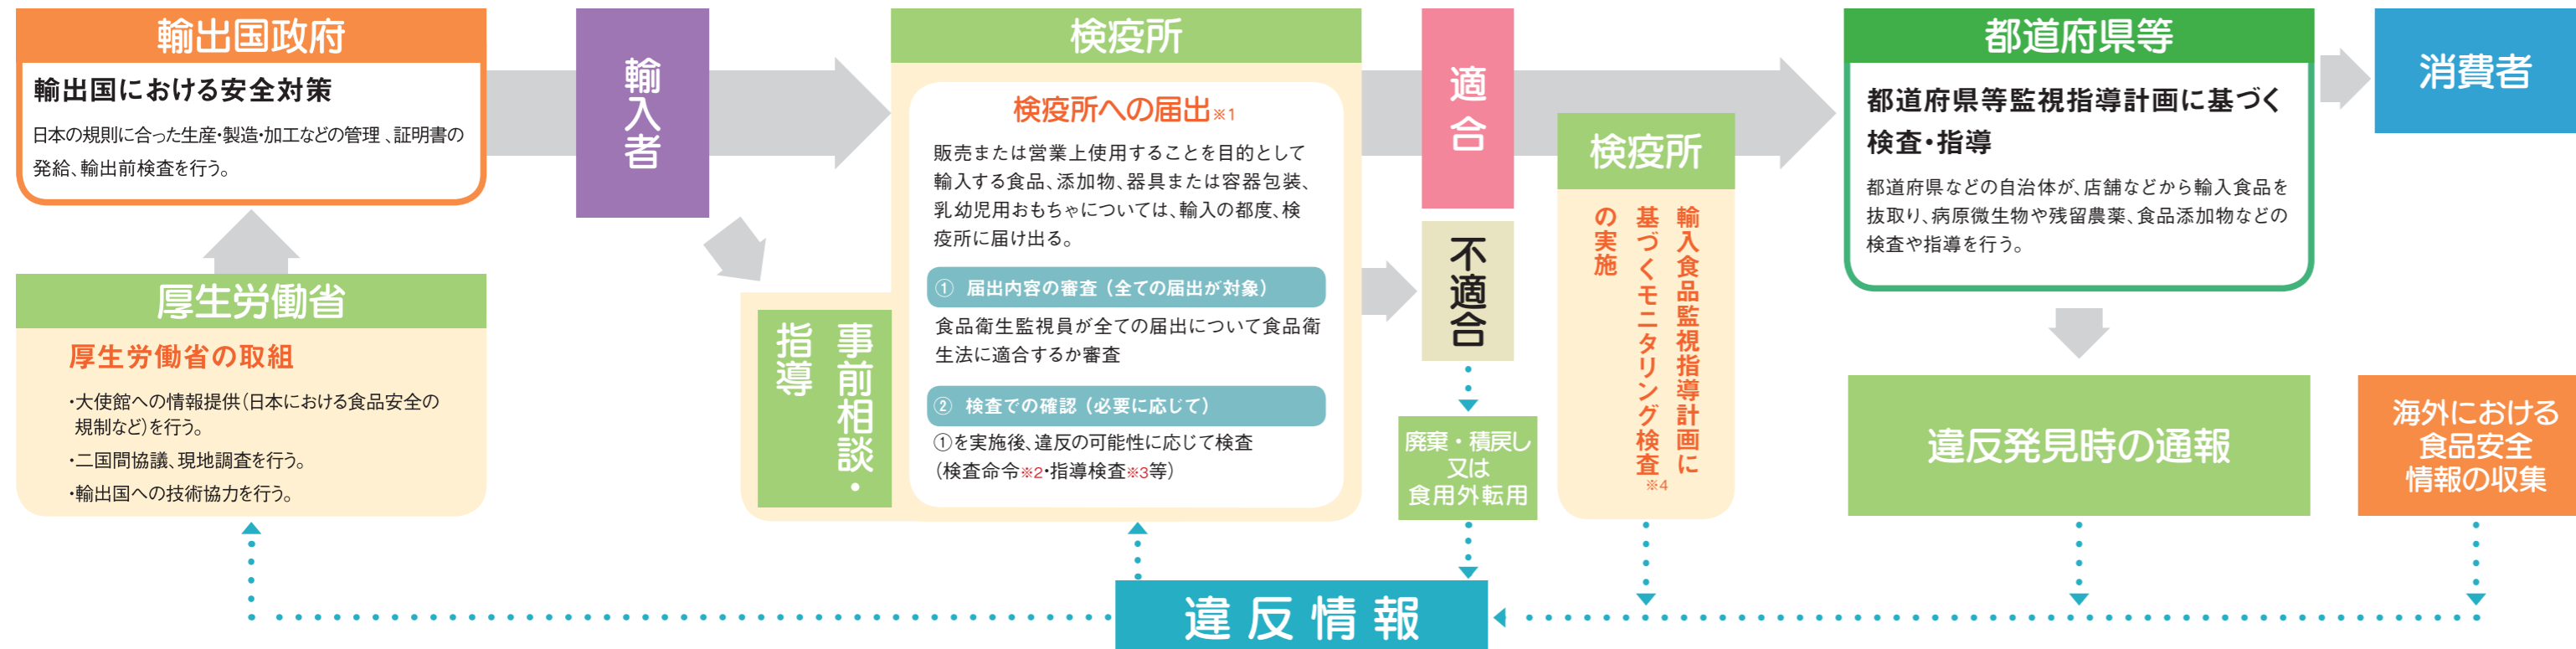 輸出国政府
輸出国における安全対策
日本の規則に合った生産・製造・加工などの管理、証明書の
発給、輸出前検査を行う。
厚生労働省
厚生労働省の取組
・大使館への情報提供（日本における食品安全の
規制など）を行う。
・二国間協議、現地調査を行う。
・輸出国への技術協力を行う。
輸入者
事前相談・
指導
検疫所
検疫所への届出※1
販売または営業上使用することを目的として
輸入する食品、添加物、器具または容器包装、
乳幼児用おもちゃについては、輸入の都度、検
疫所に届け出る。
① 届出内容の審査（全ての届出が対象）
食品衛生監視員が全ての届出について食品衛
生法に適合するか審査
② 検査での確認（必要に応じて）
①を実施後、違反の可能性に応じて検査
（検査命令※2・指導検査※3等）
適合
不適合
廃棄・積戻し
又は
食用外転用
検疫所
輸入食品監視指導計画に
基づくモニタリング検査※4
の実施
都道府県等
都道府県等監視指導計画に基づく
検査・指導
都道府県などの自治体が、店舗などから輸入食品を
抜取り、病原微生物や残留農薬、食品添加物などの
検査や指導を行う。
違反発見時の通報
消費者
海外における
食品安全
情報の収集
違反情報